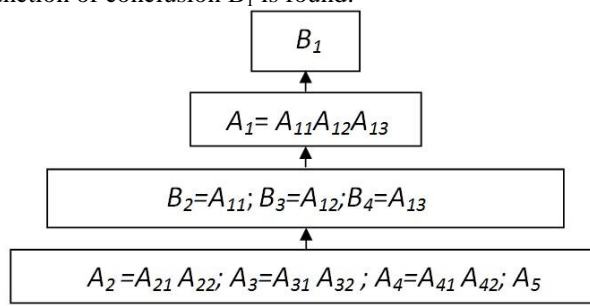 nction of conclusion B₁ is found.
B₁
A₁= A₁₁A₁₂A₁₃
B₂=A₁₁; B₃=A₁₂;B₄=A₁₃
A₂ =A₂₁ A₂₂; A₃=A₃₁ A₃₂ ; A₄=A₄₁ A₄₂; A₅